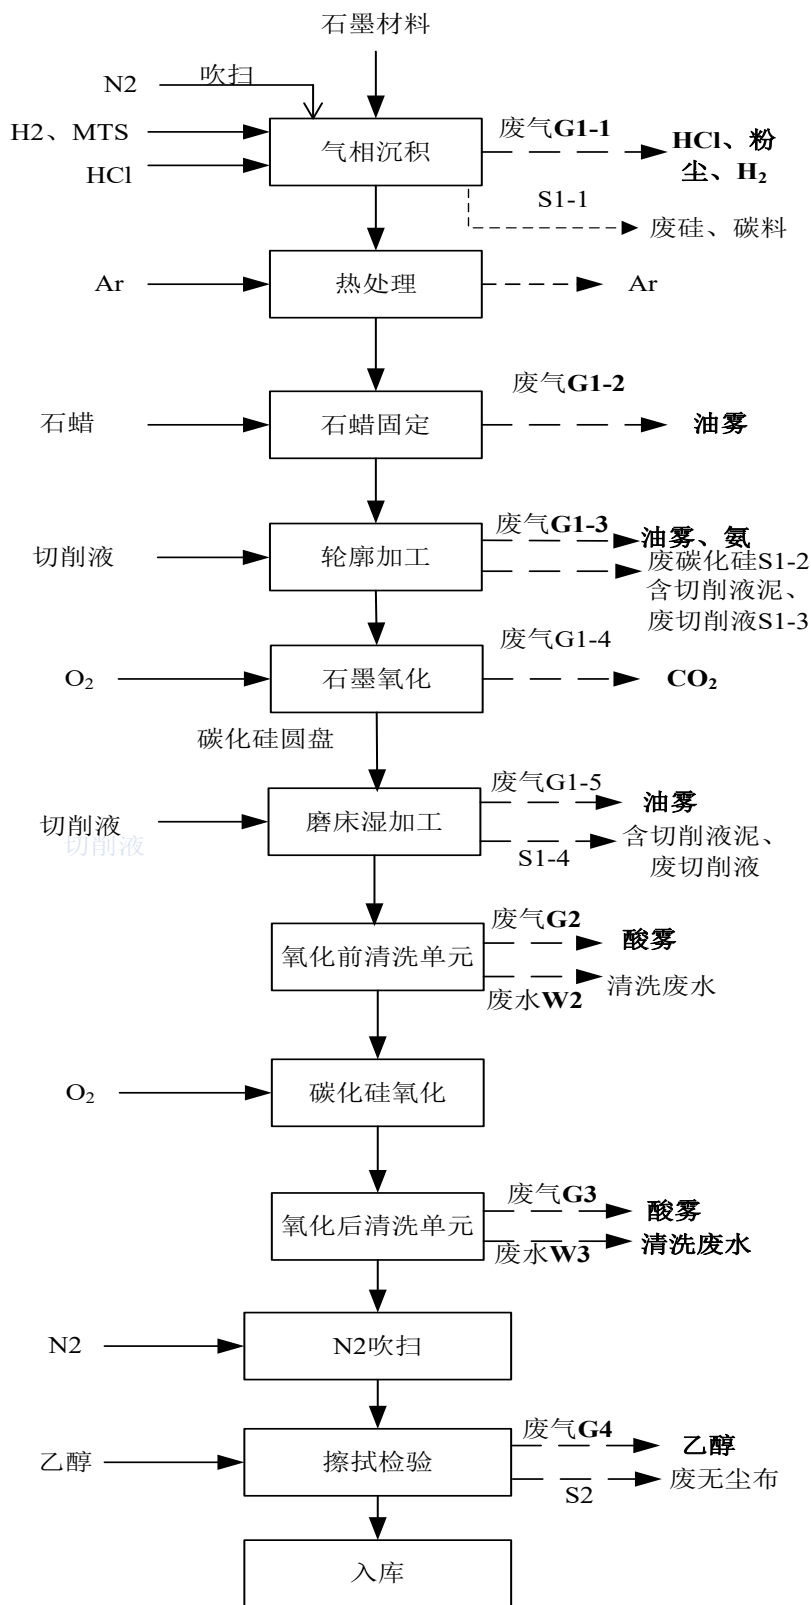 石墨材料
N2
吹扫
H2、MTS
HCl
气相沉积
废气G1-1
HCl、粉
尘、H₂
S1-1
废硅、碳料
Ar
热处理
Ar
石蜡
石蜡固定
废气G1-2
油雾
切削液
轮廓加工
废气G1-3
油雾、氨
废碳化硅S1-2
含切削液泥、
废切削液S1-3
O₂
石墨氧化
废气G1-4
CO₂
碳化硅圆盘
切削液
切削液
磨床湿加工
废气G1-5
油雾
S1-4
含切削液泥、
废切削液
氧化前清洗单元
废气G2
酸雾
废水W2
清洗废水
O₂
碳化硅氧化
氧化后清洗单元
废气G3
酸雾
废水W3
清洗废水
N2
N2吹扫
乙醇
擦拭检验
废气G4
乙醇
S2
废无尘布
入库